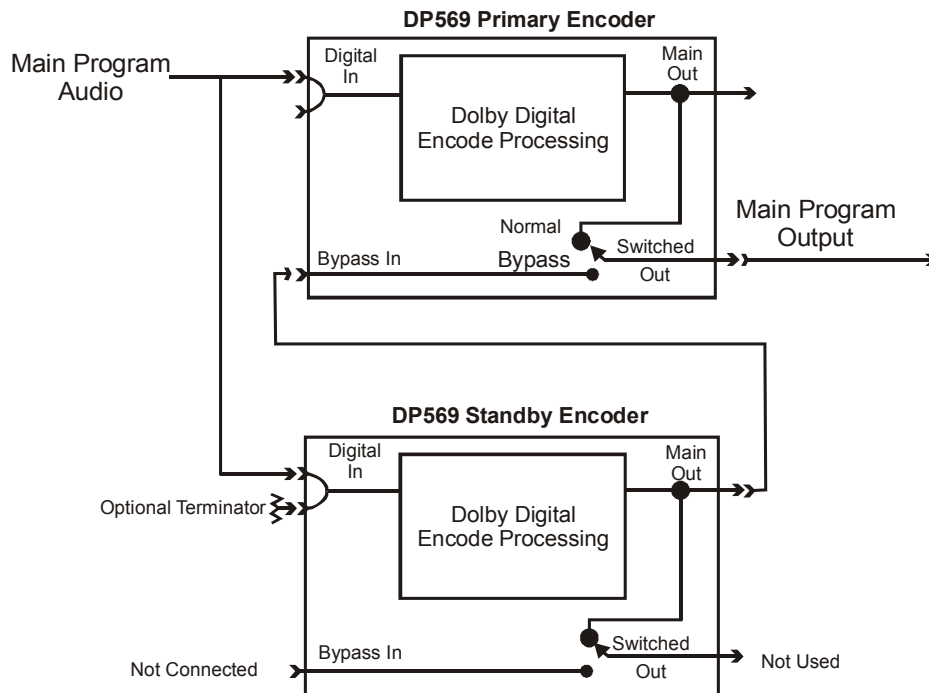 DP569 Primary Encoder
Main Program
Audio
Digital
In
Main
Out
Dolby Digital
Encode Processing
Normal
Bypass In
Bypass
Switched
Out
Main Program
Output
DP569 Standby Encoder
Digital
In
Main
Out
Optional Terminator
Dolby Digital
Encode Processing
Switched
Out
Bypass In
Not Connected
Not Used